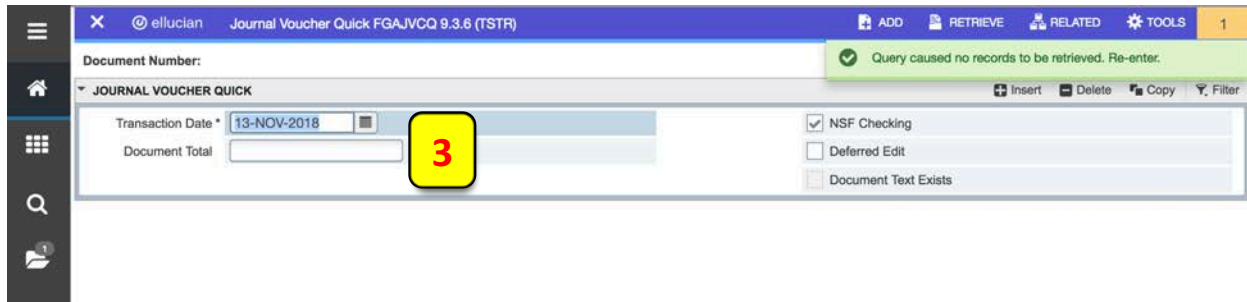 ellucian Journal Voucher Quick FGAJVCQ 9.3.6 (TSTR) ADD RETRIEVE RELATED TOOLS 1
Document Number:
Query caused no records to be retrieved. Re-enter.
JOURNAL VOUCHER QUICK Insert Delete Copy Filter
Transaction Date * 13-NOV-2018 NSF Checking
Document Total 3 Deferred Edit
Document Text Exists
1